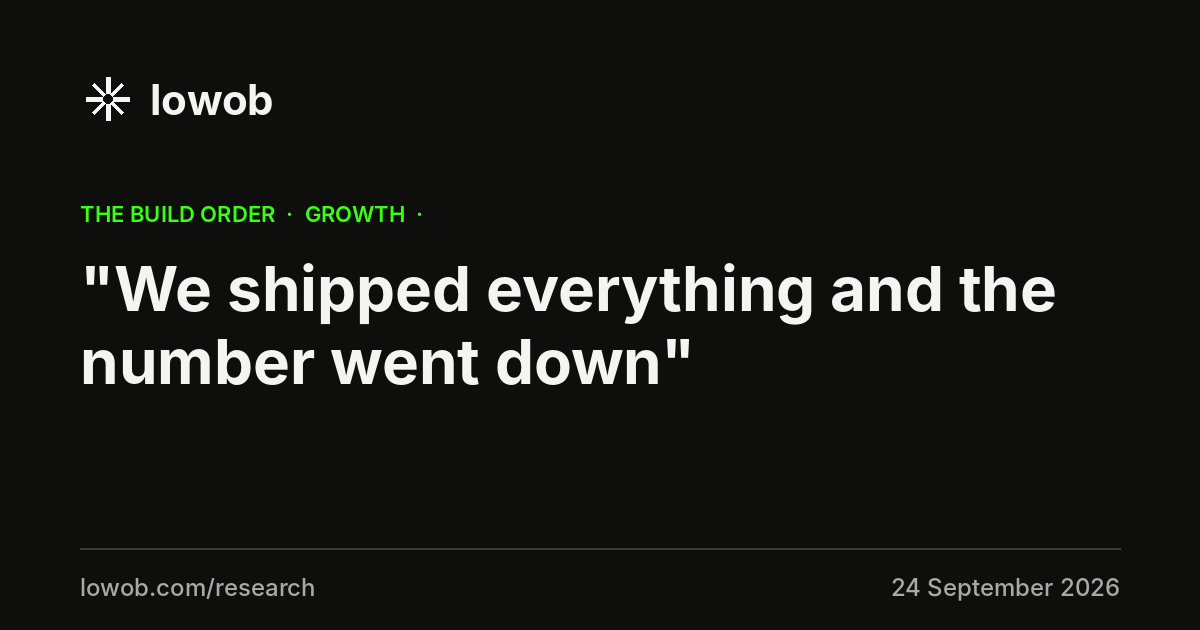 lowob
THE BUILD ORDER · GROWTH ·
"We shipped everything and the
number went down"
lowob.com/research
24 September 2026